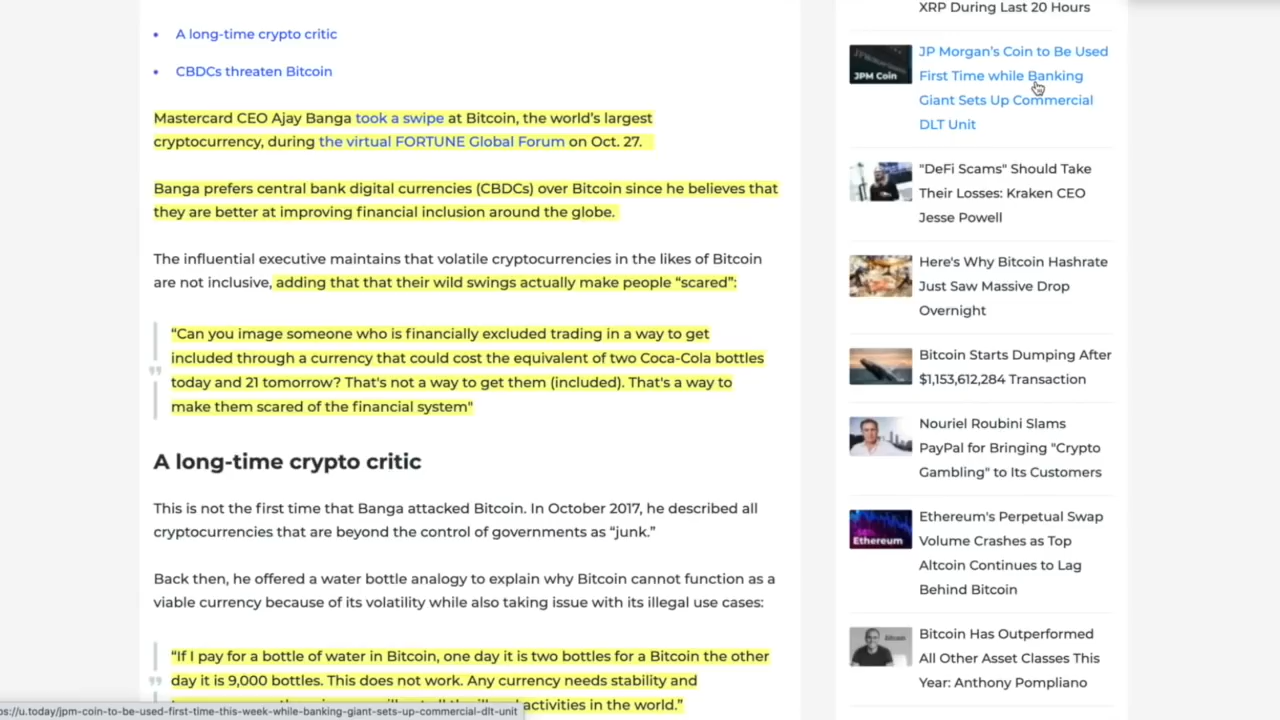 A long-time crypto critic
CBDCs threaten Bitcoin
Mastercard CEO Ajay Banga took a swipe at Bitcoin, the world's largest
cryptocurrency, during the virtual FORTUNE Global Forum on Oct. 27.
Banga prefers central bank digital currencies (CBDCs) over Bitcoin since he believes that
they are better at improving financial inclusion around the globe.
The influential executive maintains that volatile cryptocurrencies in the likes of Bitcoin
are not inclusive, adding that that their wild swings actually make people “scared”:
“Can you image someone who is financially excluded trading in a way to get
included through a currency that could cost the equivalent of two Coca-Cola bottles
today and 21 tomorrow? That's not a way to get them (included). That's a way to
make them scared of the financial system"
A long-time crypto critic
This is not the first time that Banga attacked Bitcoin. In October 2017, he described all
cryptocurrencies that are beyond the control of governments as “junk.”
Back then, he offered a water bottle analogy to explain why Bitcoin cannot function as a
viable currency because of its volatility while also taking issue with its illegal use cases:
“If I pay for a bottle of water in Bitcoin, one day it is two bottles for a Bitcoin the other
day it is 9,000 bottles. This does not work. Any currency needs stability and
activities in the world.”
ps://u.today/jpm-coin-to-be-used-first-time-this-week-while-banking-giant-sets-up-commercial-dlt-unit
XRP During Last 20 Hours
JPM Coin
JP Morgan's Coin to Be Used
First Time while Banking
Giant Sets Up Commercial
DLT Unit
"DeFi Scams" Should Take
Their Losses: Kraken CEO
Jesse Powell
Here's Why Bitcoin Hashrate
Just Saw Massive Drop
Overnight
Bitcoin Starts Dumping After
$1,153,612,284 Transaction
Nouriel Roubini Slams
PayPal for Bringing "Crypto
Gambling" to Its Customers
Ethereum
Ethereum's Perpetual Swap
Volume Crashes as Top
Altcoin Continues to Lag
Behind Bitcoin
Bitcoin Has Outperformed
All Other Asset Classes This
Year: Anthony Pompliano